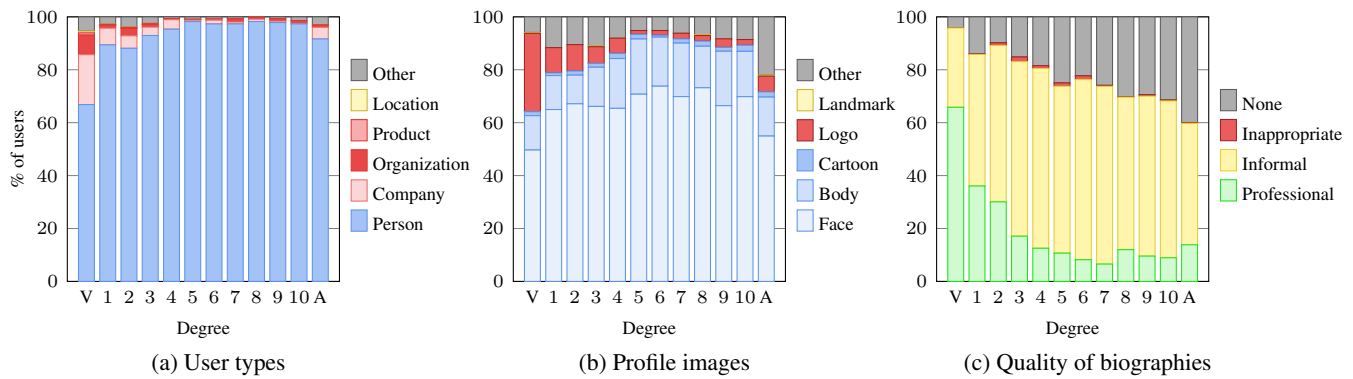 % of users
100
80
60
40
20
0
V 1 2 3 4 5 6 7 8 9 10 A
Degree
Other
Location
Product
Organization
Company
Person
(a) User types
100
80
60
40
20
0
V 1 2 3 4 5 6 7 8 9 10 A
Degree
Other
Landmark
Logo
Cartoon
Body
Face
(b) Profile images
100
80
60
40
20
0
V 1 2 3 4 5 6 7 8 9 10 A
Degree
None
Inappropriate
Informal
Professional
(c) Quality of biographies